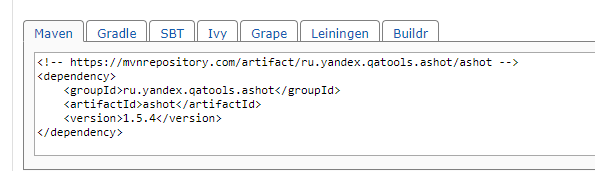 Maven Gradle SBT Ivy Grape Leiningen Buildr
<!-- https://mvnrepository.com/artifact/ru.yandex.qatools.ashot/ashot -->
<dependency>
    <groupId>ru.yandex.qatools.ashot</groupId>
    <artifactId>ashot</artifactId>
    <version>1.5.4</version>
</dependency>